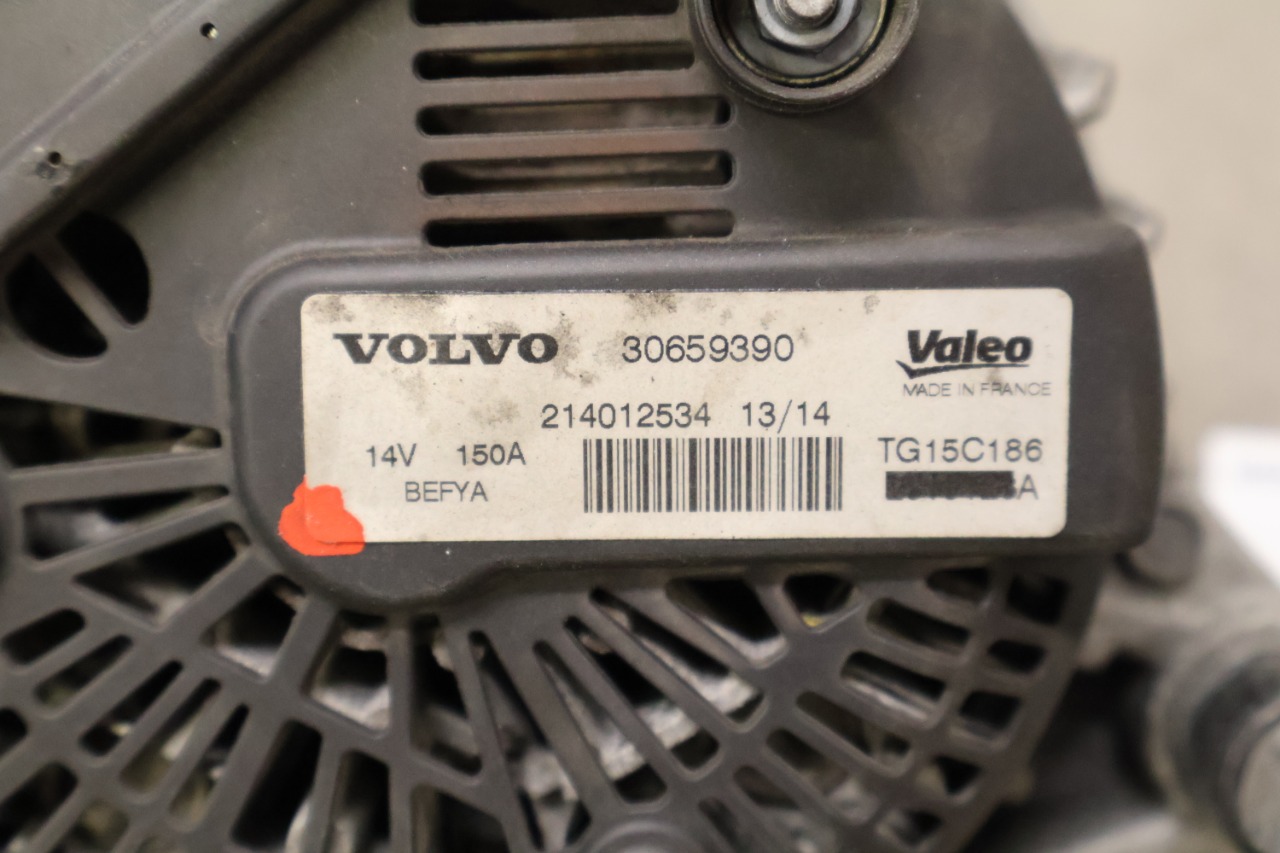 VOLVO 30659390 Valeo
MADE IN FRANCE
214012534 13/14
14V 150A TG15C186
BEFYA